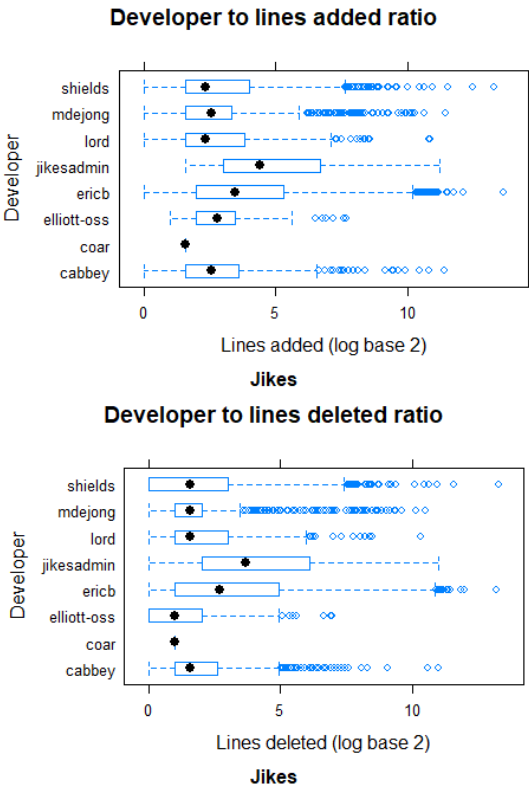 Developer to lines added ratio
Developer
shields
mdejong
lord
jikesadmin
ericb
elliott-oss
coar
cabbey
0 5 10
Lines added (log base 2)
Jikes
Developer to lines deleted ratio
Developer
shields
mdejong
lord
jikesadmin
ericb
elliott-oss
coar
cabbey
0 5 10
Lines deleted (log base 2)
Jikes